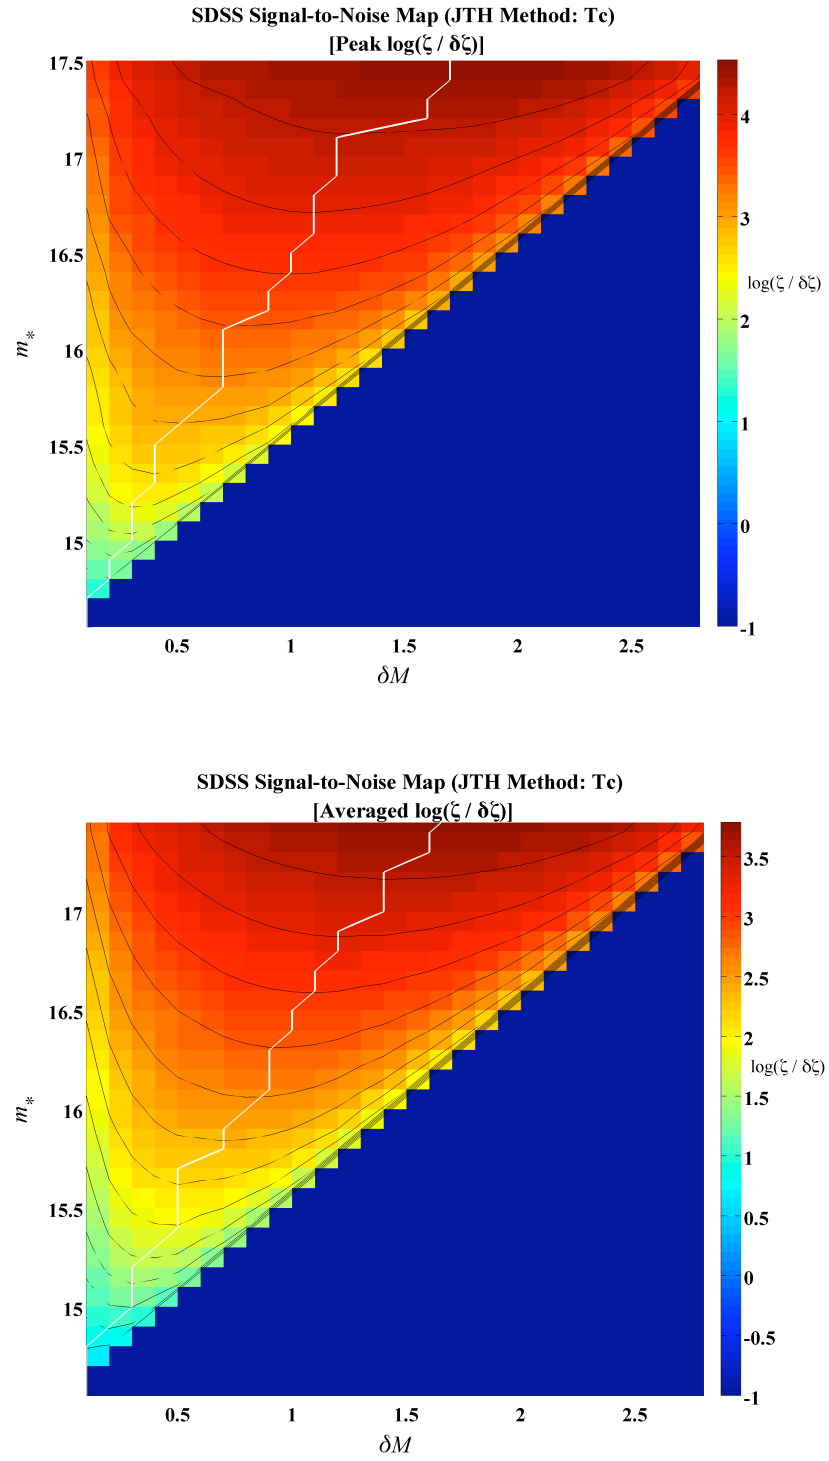 SDSS Signal-to-Noise Map (JTH Method: Tc)
[Peak log(ζ / δζ)]
17.5
17
16.5
16
15.5
15
m*
0.5 1 1.5 2 2.5
δM
4
3
log(ζ / δζ)
2
1
0
-1
SDSS Signal-to-Noise Map (JTH Method: Tc)
[Averaged log(ζ / δζ)]
17
16.5
16
15.5
15
m*
0.5 1 1.5 2 2.5
δM
3.5
3
2.5
2
log(ζ / δζ)
1.5
1
0.5
0
-0.5
-1